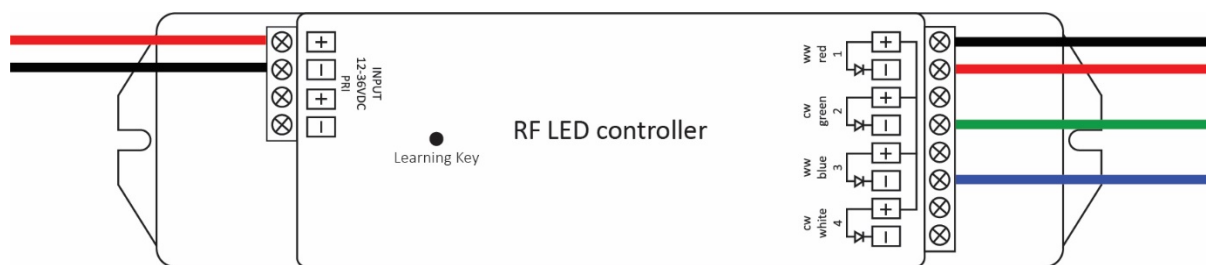 +
−
+
−
INPUT
12-36VDC
PRI
Learning Key
RF LED controller
ww
red
1
+
−
cw
green
2
+
−
ww
blue
3
+
−
cw
white
4
+
−